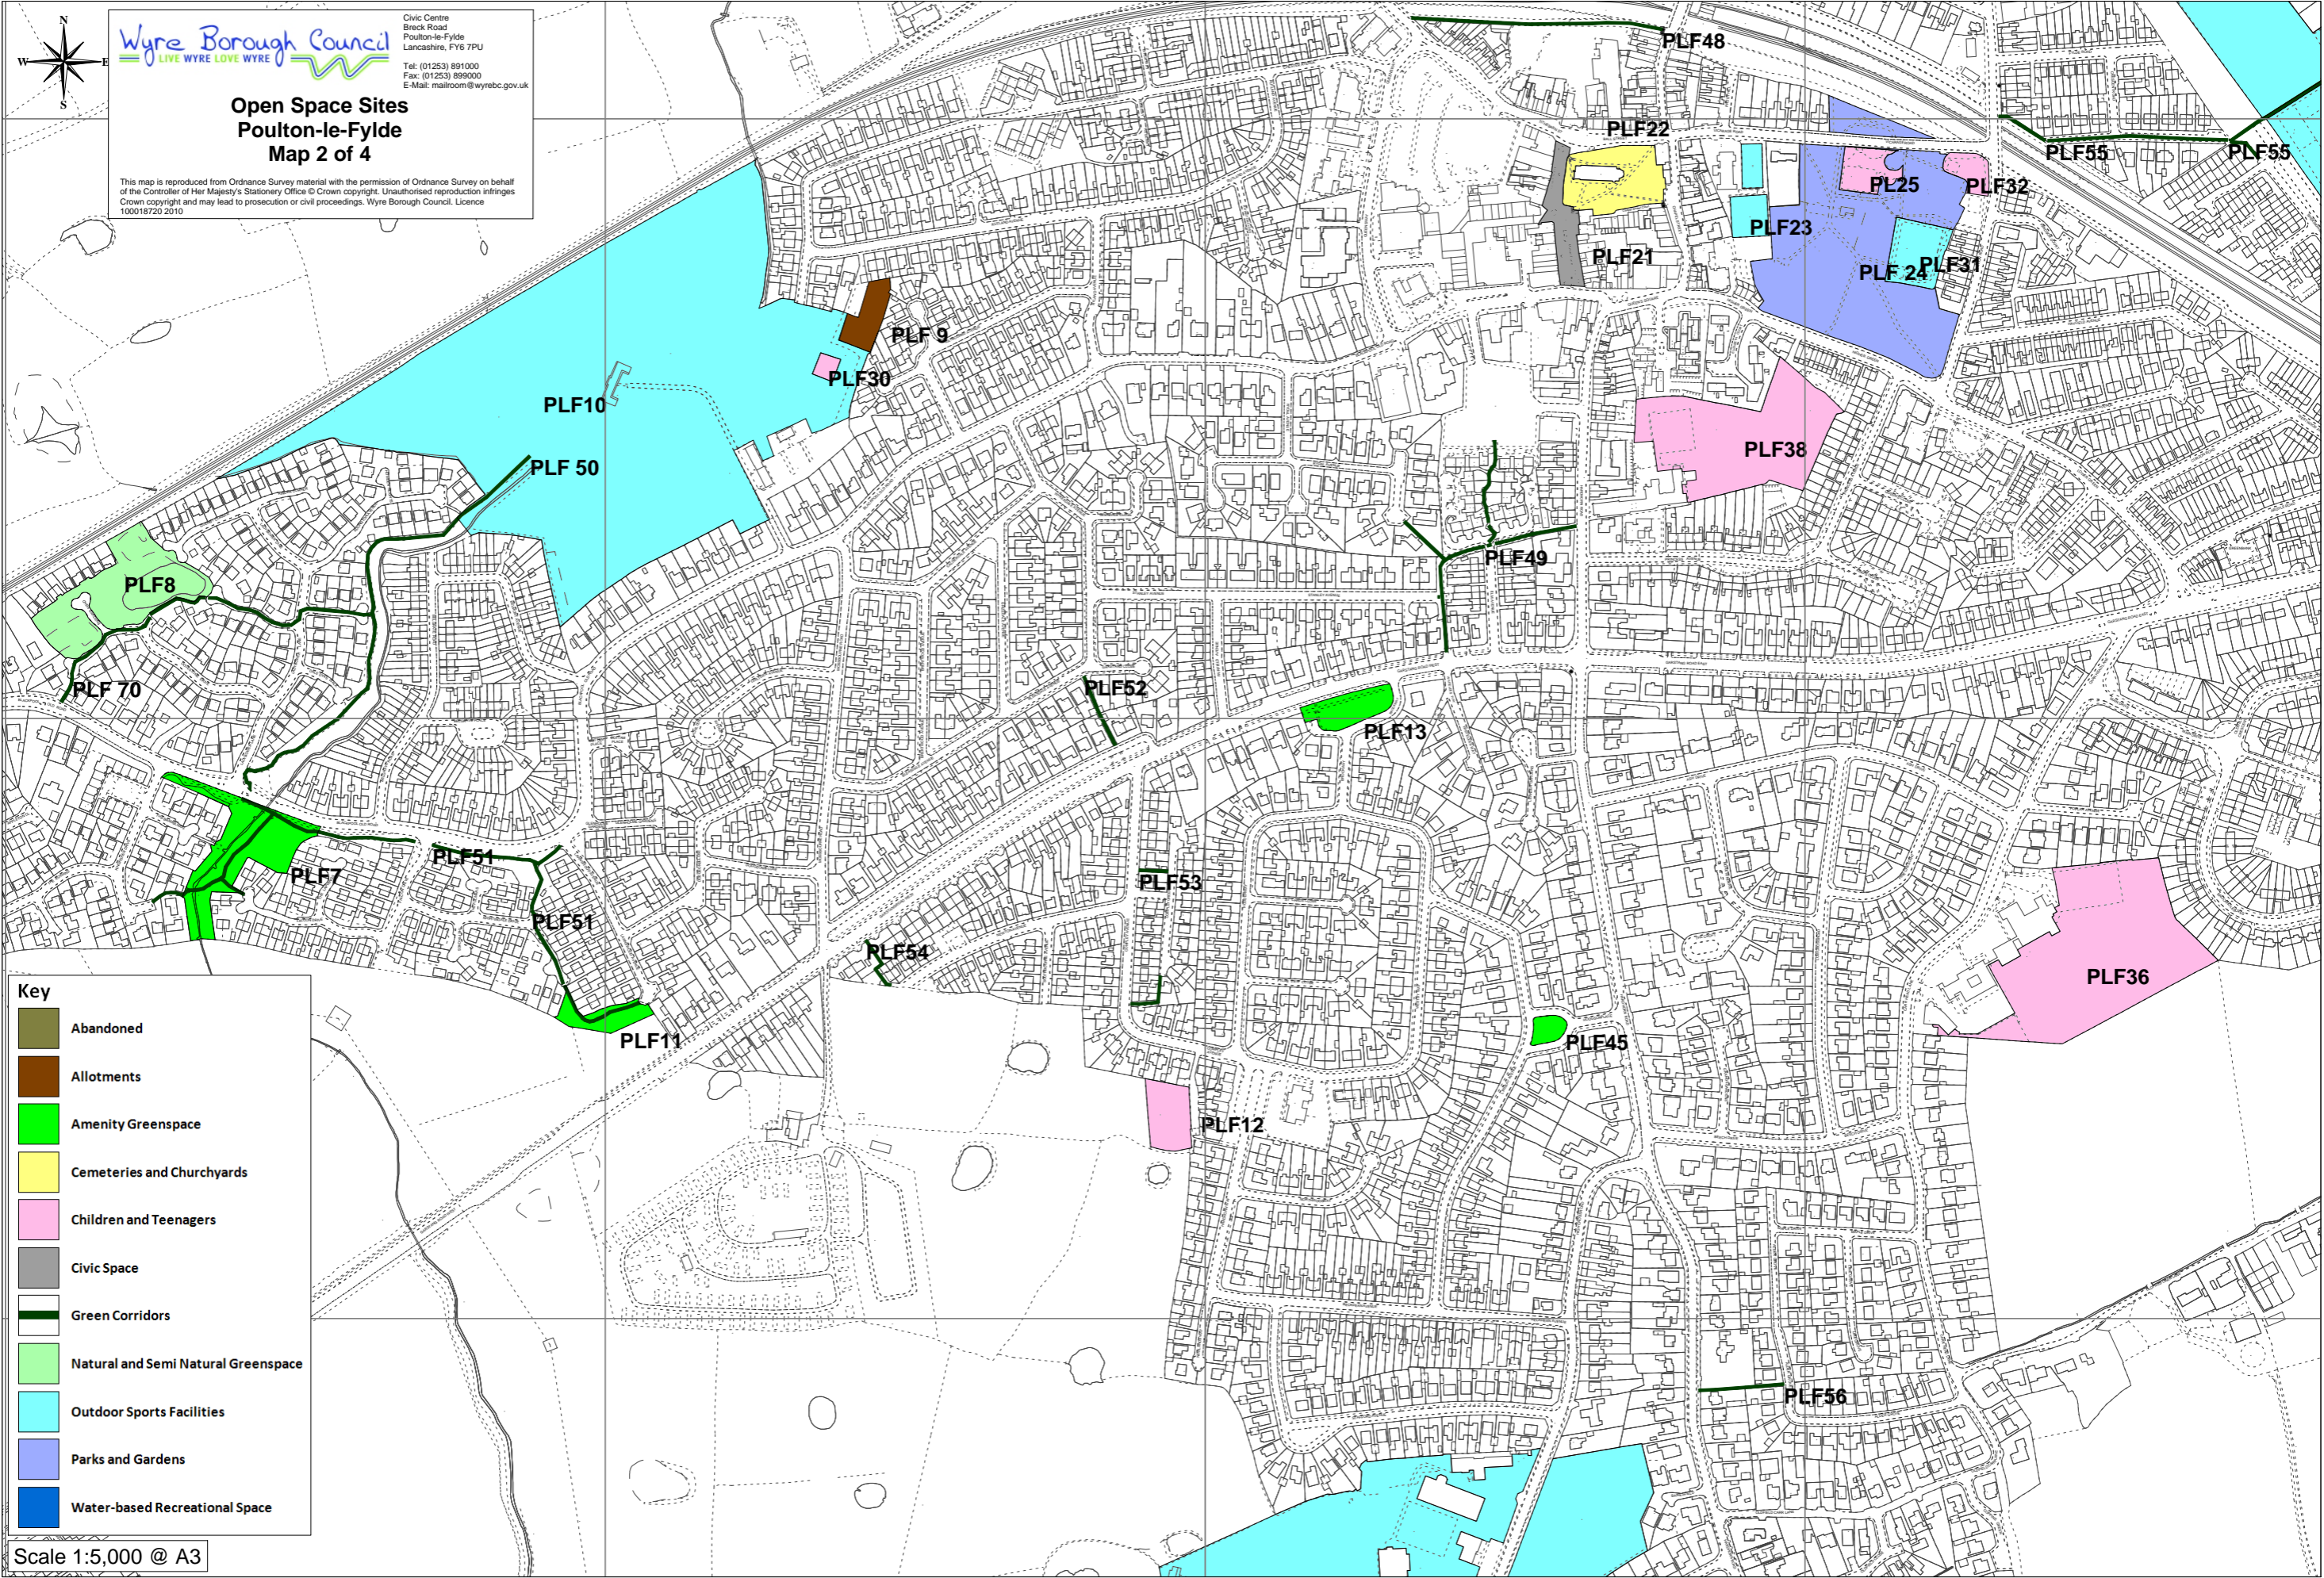 N
W
E
S
Wyre Borough Council
LIVE WYRE LOVE WYRE
Civic Centre
Breck Road
Poulton-le-Fylde
Lancashire, FY6 7PU
Tel: (01253) 891000
Fax: (01253) 899000
E-Mail: mailroom@wyrebc.gov.uk
Open Space Sites
Poulton-le-Fylde
Map 2 of 4
This map is reproduced from Ordnance Survey material with the permission of Ordnance Survey on behalf
of the Controller of Her Majesty's Stationery Office © Crown copyright. Unauthorised reproduction infringes
Crown copyright and may lead to prosecution or civil proceedings. Wyre Borough Council. Licence
100018720 2010
PLF48
PLF22
PLF55
PLF55
PL25
PLF32
PLF23
PLF21
PLF 24
PLF31
PLF 9
PLF30
PLF10
PLF38
PLF 50
PLF49
PLF8
PLF 70
PLF52
PLF13
PLF51
PLF7
PLF53
PLF51
PLF54
PLF36
PLF11
PLF45
PLF12
PLF56
Key
Abandoned
Allotments
Amenity Greenspace
Cemeteries and Churchyards
Children and Teenagers
Civic Space
Green Corridors
Natural and Semi Natural Greenspace
Outdoor Sports Facilities
Parks and Gardens
Water-based Recreational Space
Scale 1:5,000 @ A3